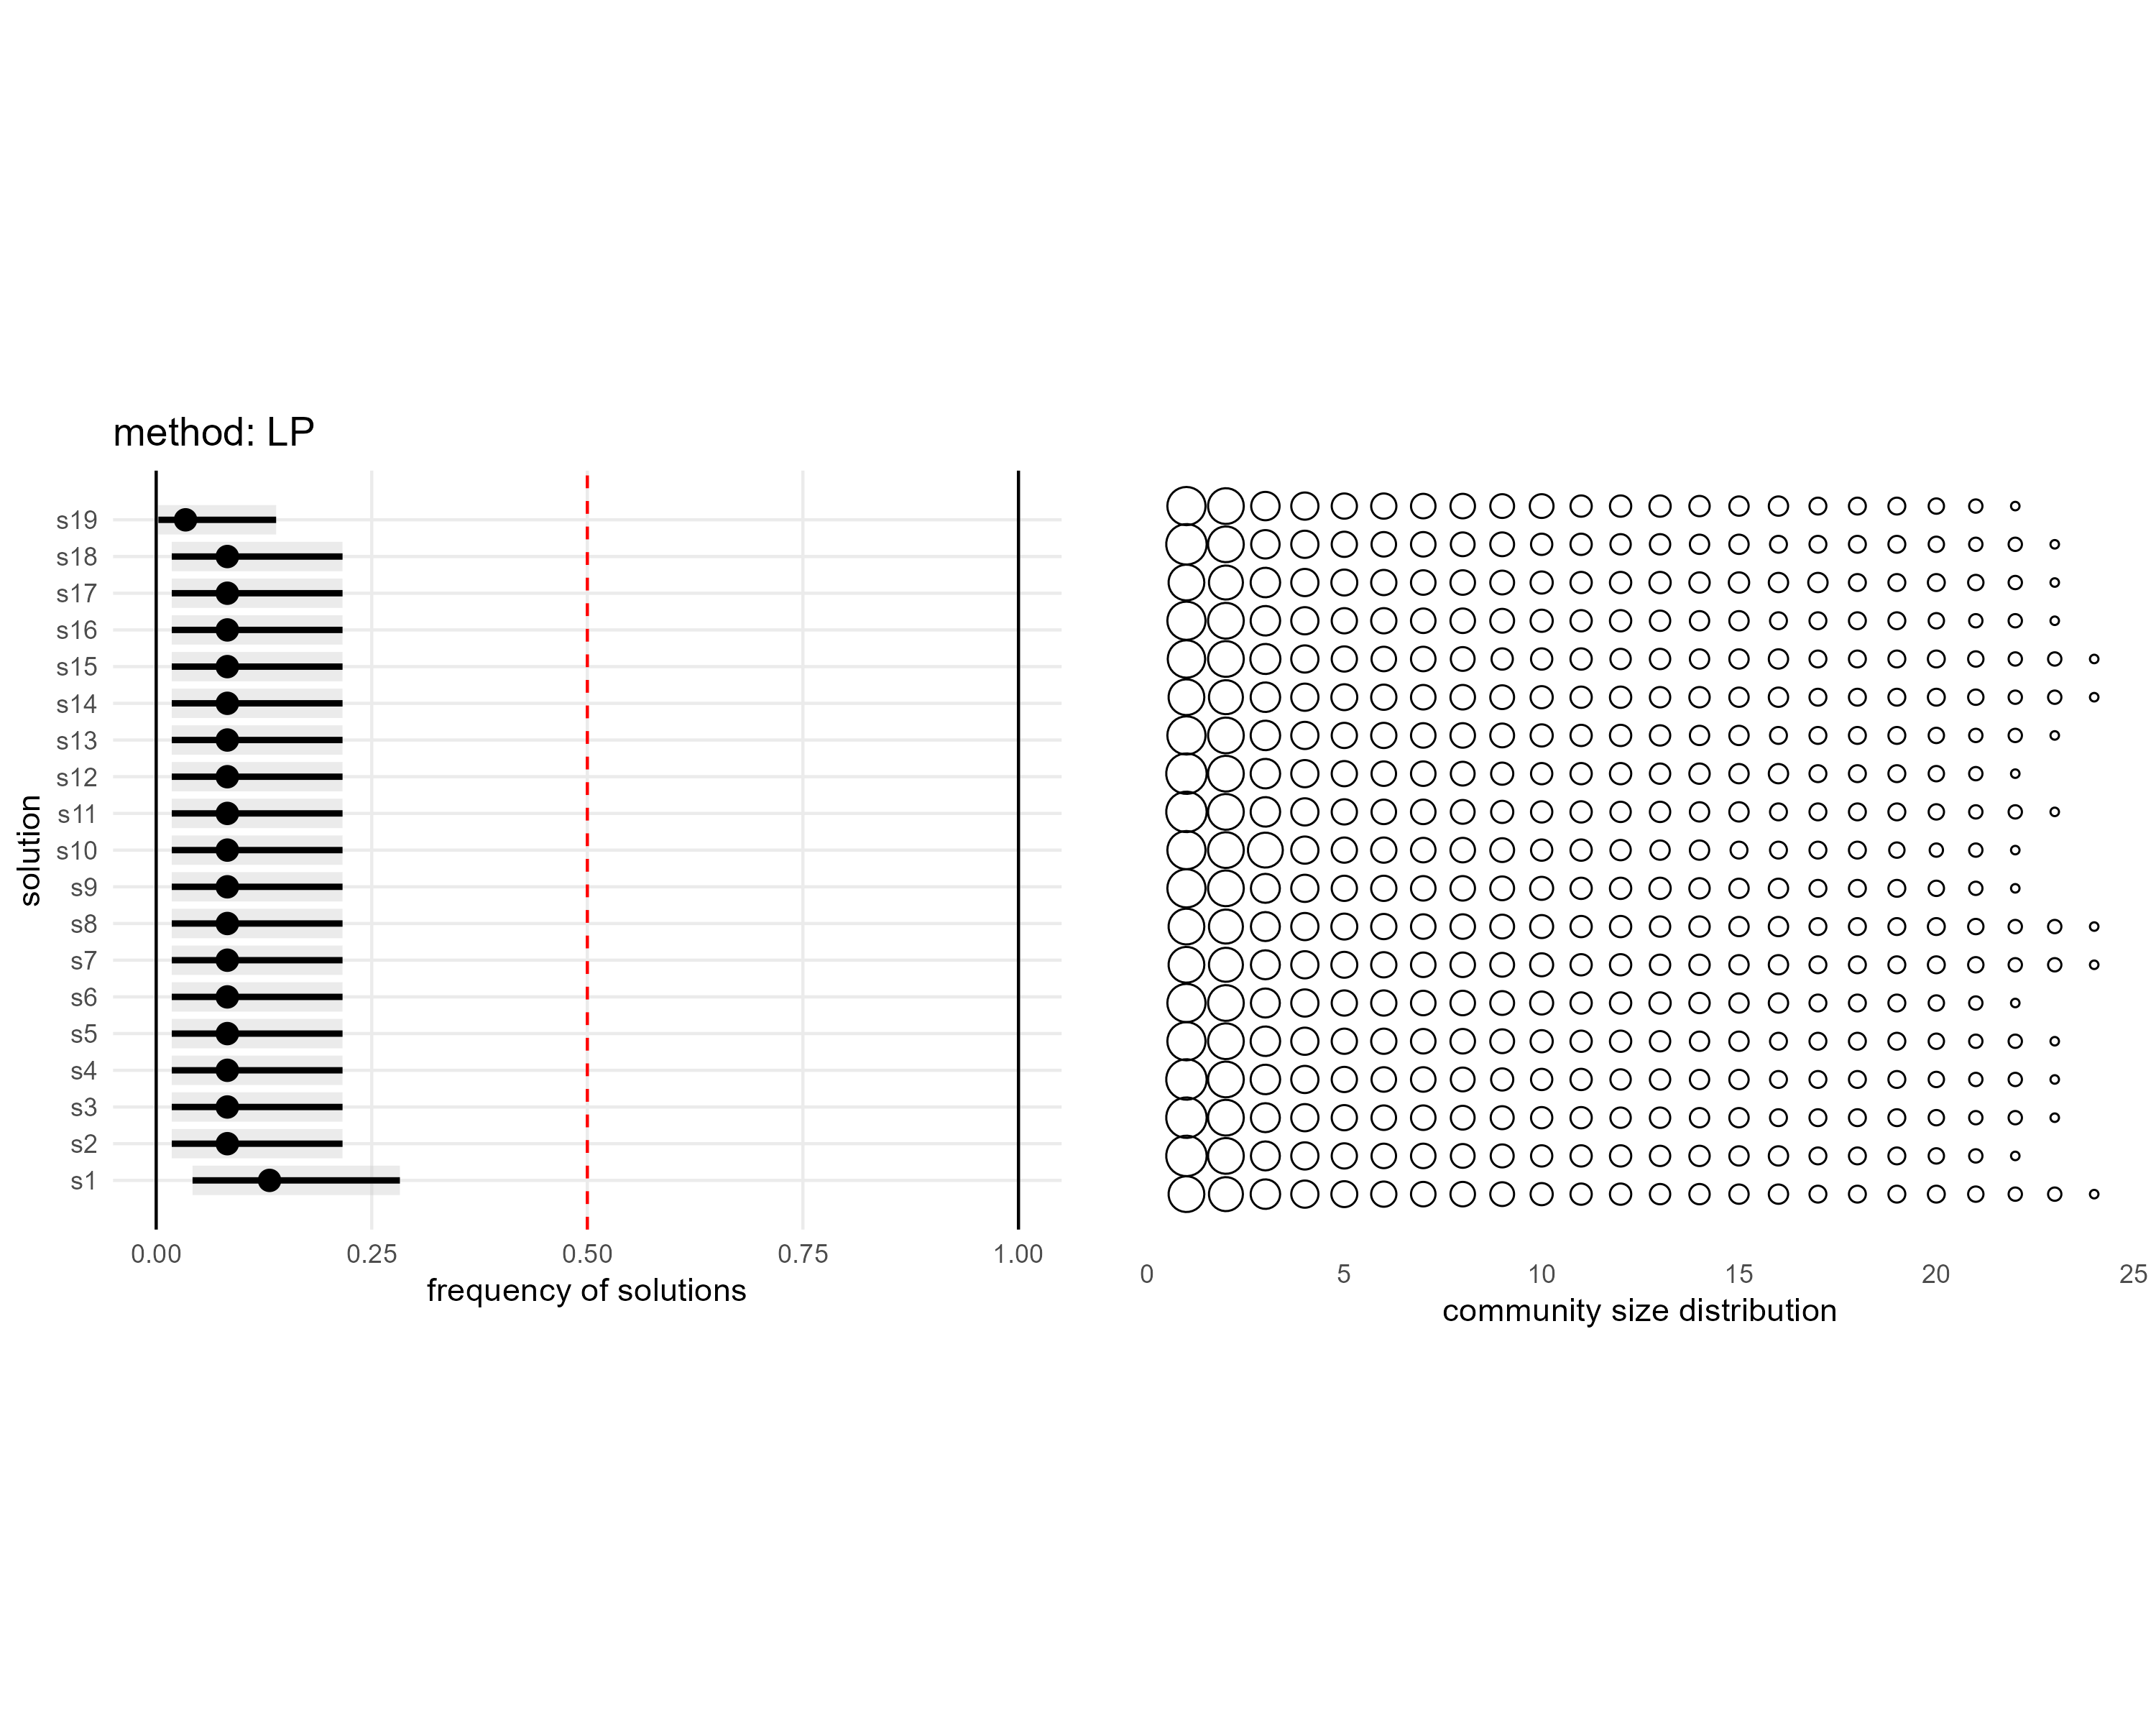 method: LP
solution
s19
s18
s17
s16
s15
s14
s13
s12
s11
s10
s9
s8
s7
s6
s5
s4
s3
s2
s1
0.00 0.25 0.50 0.75 1.00
frequency of solutions
0 5 10 15 20 25
community size distribution